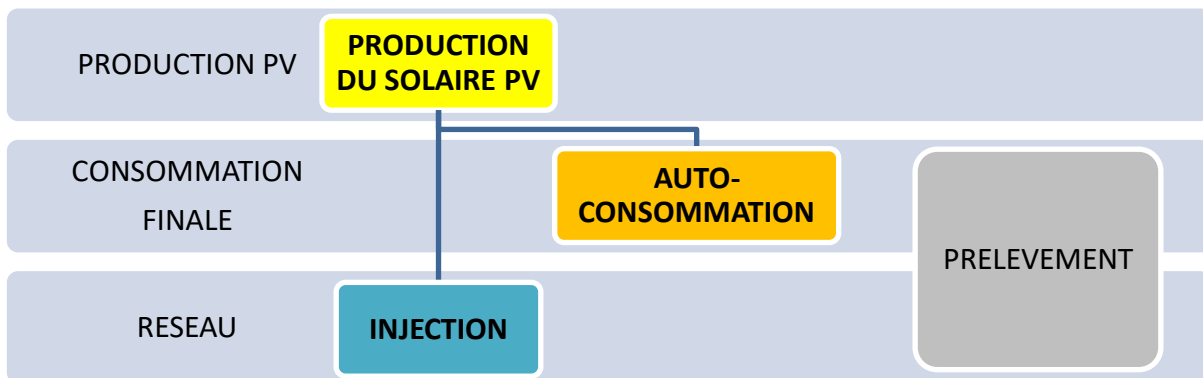 PRODUCTION PV
PRODUCTION
DU SOLAIRE PV
CONSOMMATION
FINALE
AUTO-
CONSOMMATION
PRELEVEMENT
RESEAU
INJECTION